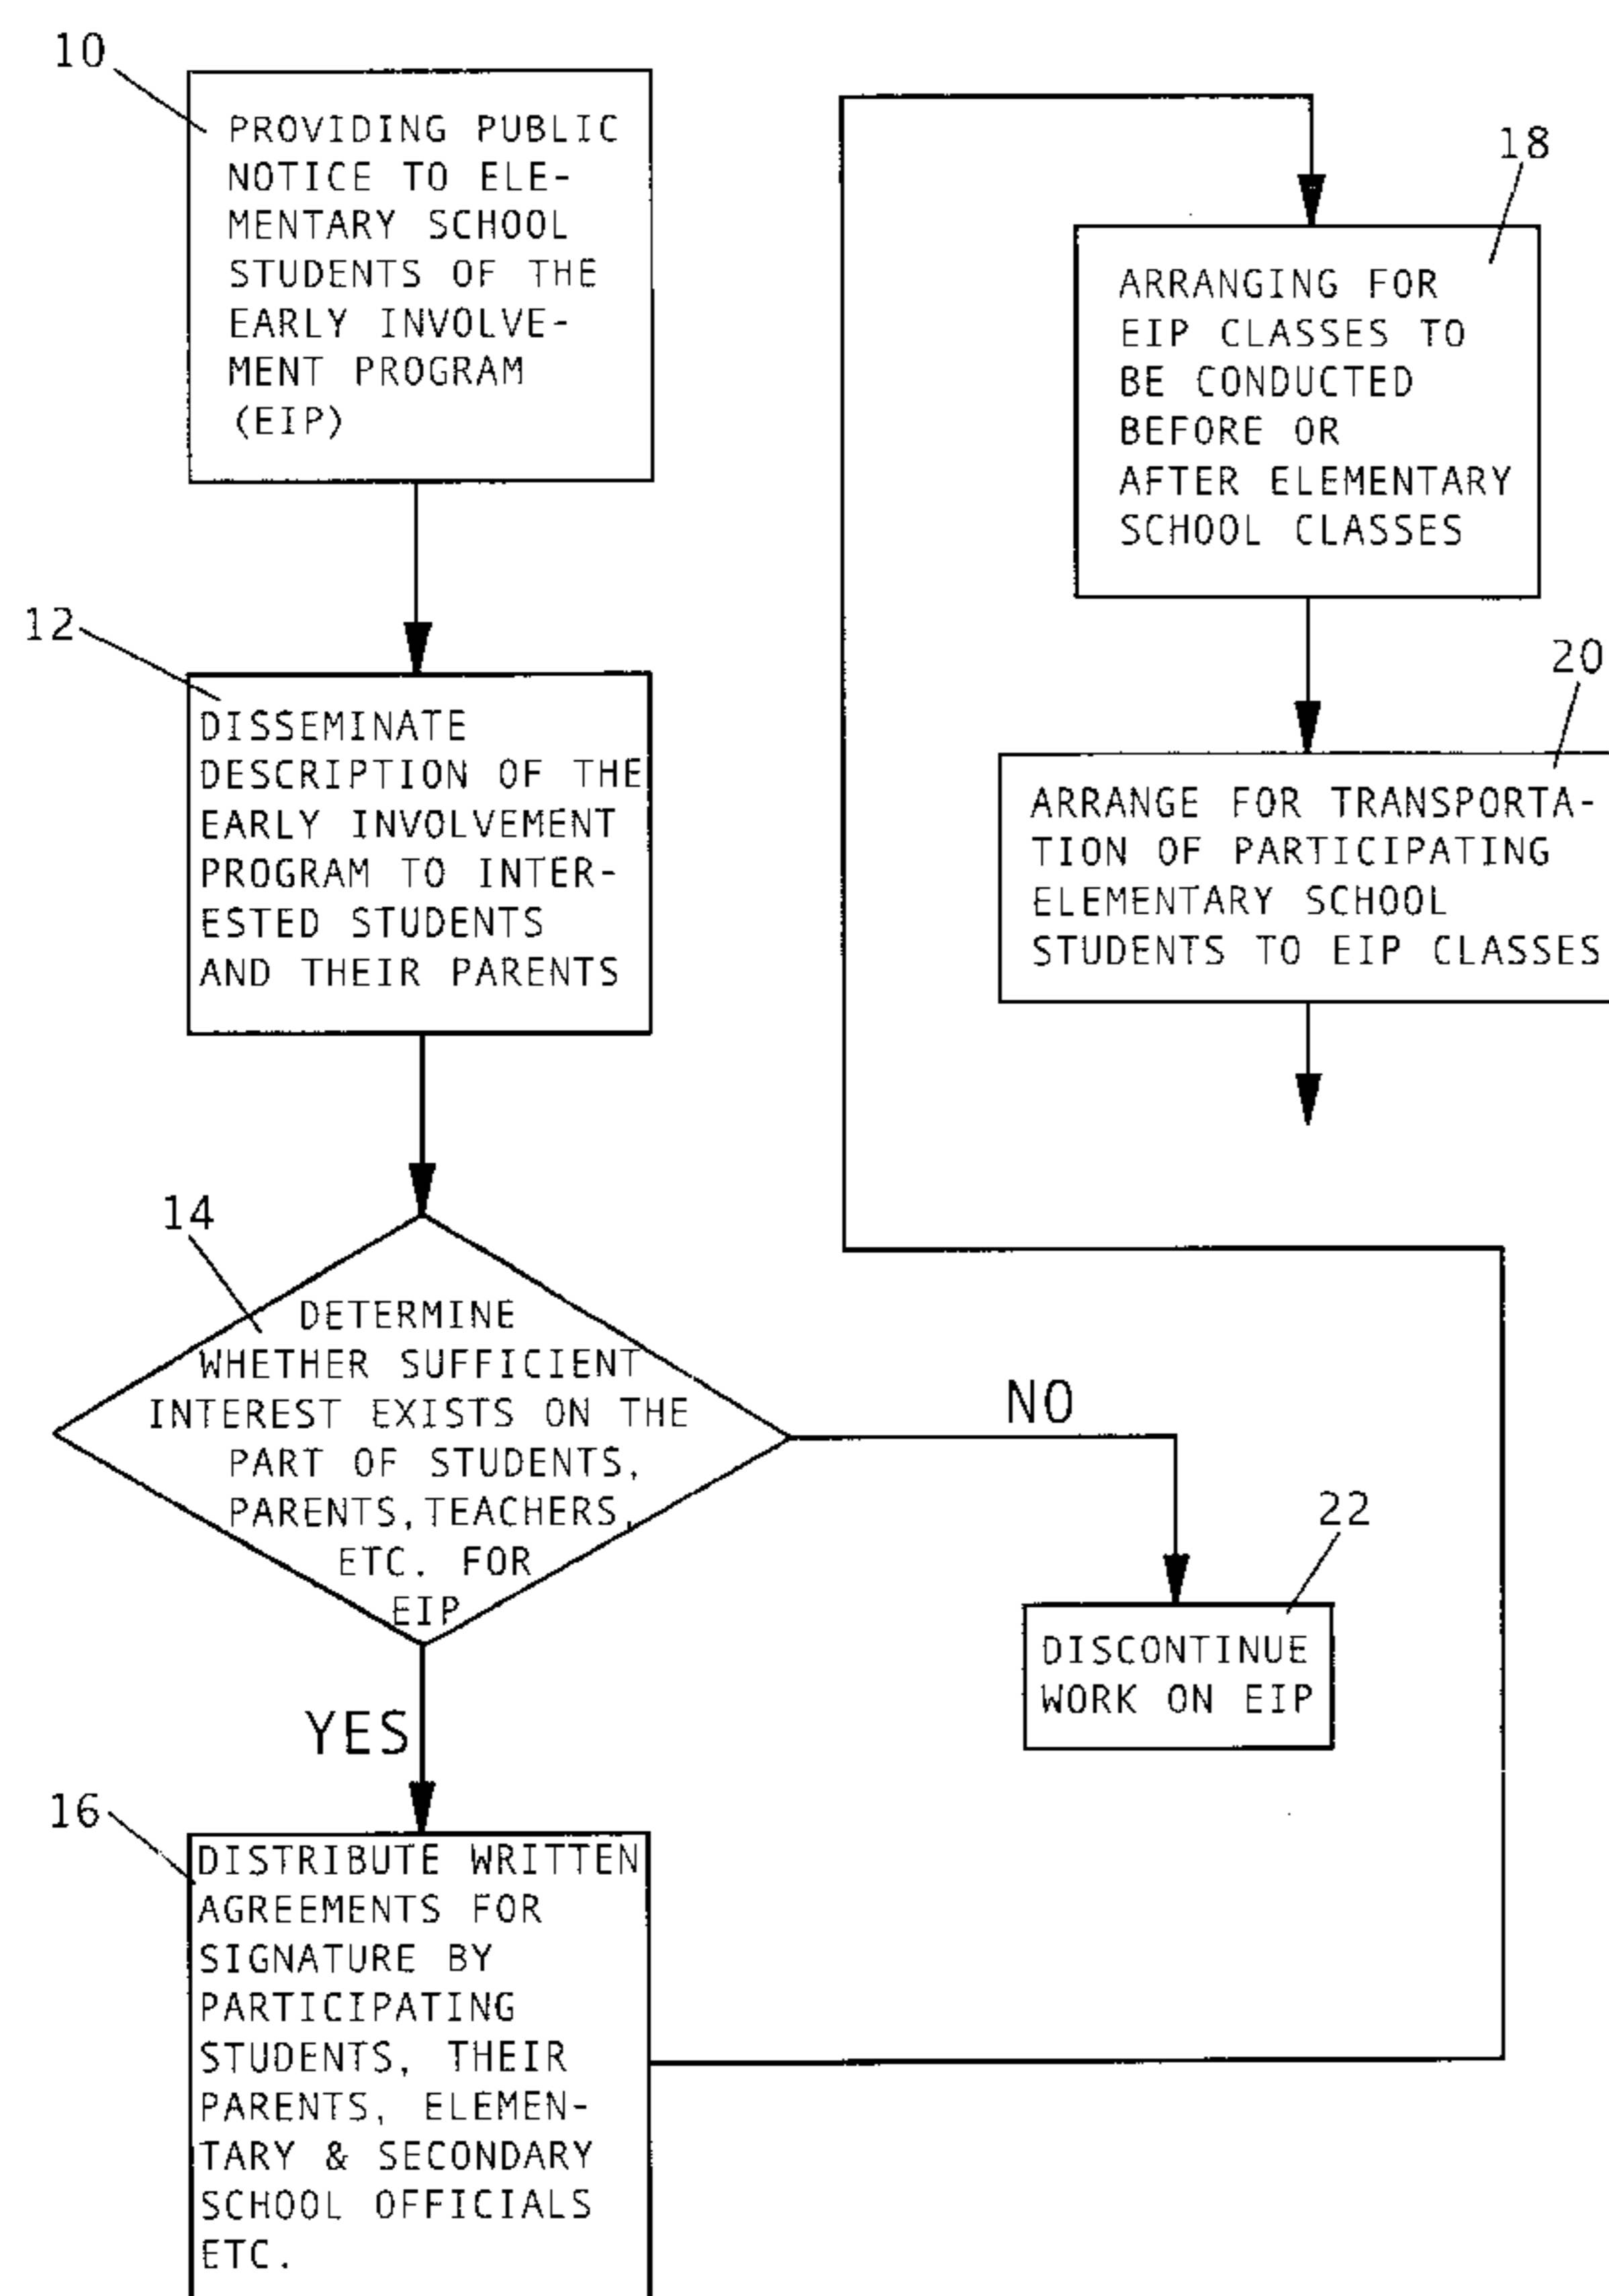 10
PROVIDING PUBLIC
NOTICE TO ELE-
MENTARY SCHOOL
STUDENTS OF THE
EARLY INVOLVE-
MENT PROGRAM
(EIP)
12
DISSEMINATE
DESCRIPTION OF THE
EARLY INVOLVEMENT
PROGRAM TO INTER-
ESTED STUDENTS
AND THEIR PARENTS
14
DETERMINE
WHETHER SUFFICIENT
INTEREST EXISTS ON THE
PART OF STUDENTS,
PARENTS, TEACHERS,
ETC. FOR
EIP
YES
NO
16
DISTRIBUTE WRITTEN
AGREEMENTS FOR
SIGNATURE BY
PARTICIPATING
STUDENTS, THEIR
PARENTS, ELEMEN-
TARY & SECONDARY
SCHOOL OFFICIALS
ETC.
18
ARRANGING FOR
EIP CLASSES TO
BE CONDUCTED
BEFORE OR
AFTER ELEMENTARY
SCHOOL CLASSES
20
ARRANGE FOR TRANSPORTA-
TION OF PARTICIPATING
ELEMENTARY SCHOOL
STUDENTS TO EIP CLASSES
22
DISCONTINUE
WORK ON EIP